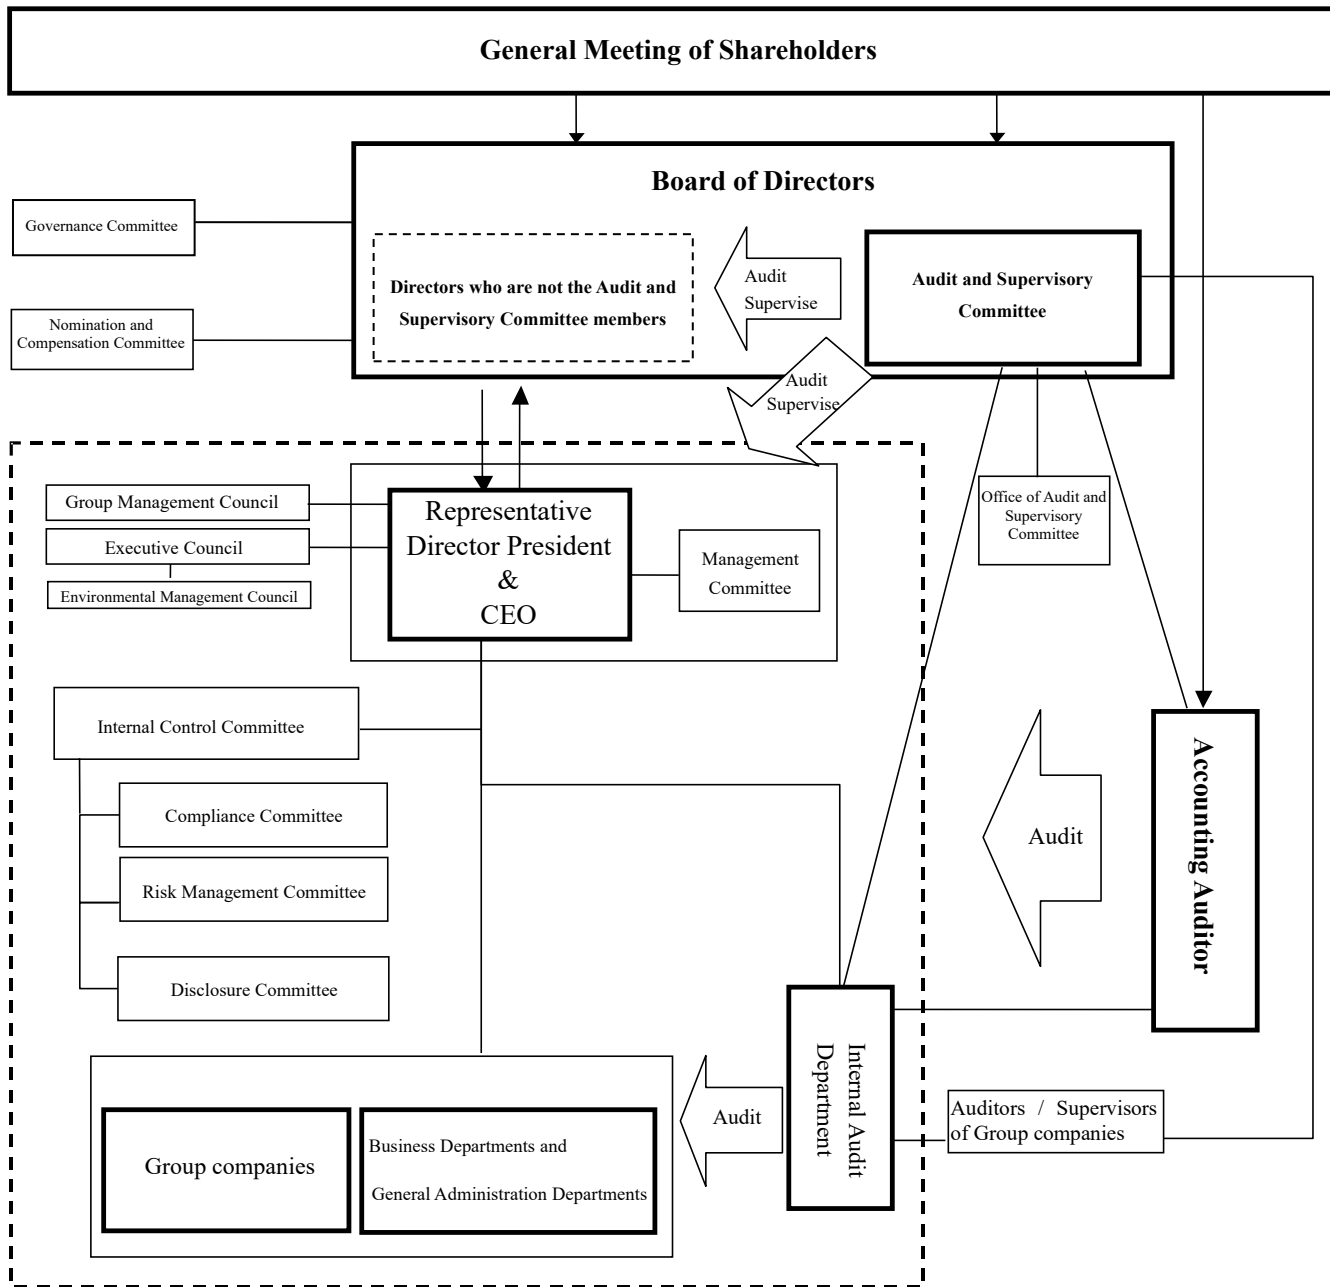 General Meeting of Shareholders
Board of Directors
Governance Committee
Directors who are not the Audit and
Supervisory Committee members
Audit
Supervise
Audit and Supervisory
Committee
Nomination and
Compensation Committee
Audit
Supervise
Group Management Council
Executive Council
Environmental Management Council
Representative
Director President
&
CEO
Management
Committee
Office of Audit and
Supervisory
Committee
Internal Control Committee
Compliance Committee
Risk Management Committee
Disclosure Committee
Audit
Accounting Auditor
Group companies
Business Departments and
General Administration Departments
Audit
Internal Audit
Department
Auditors / Supervisors
of Group companies